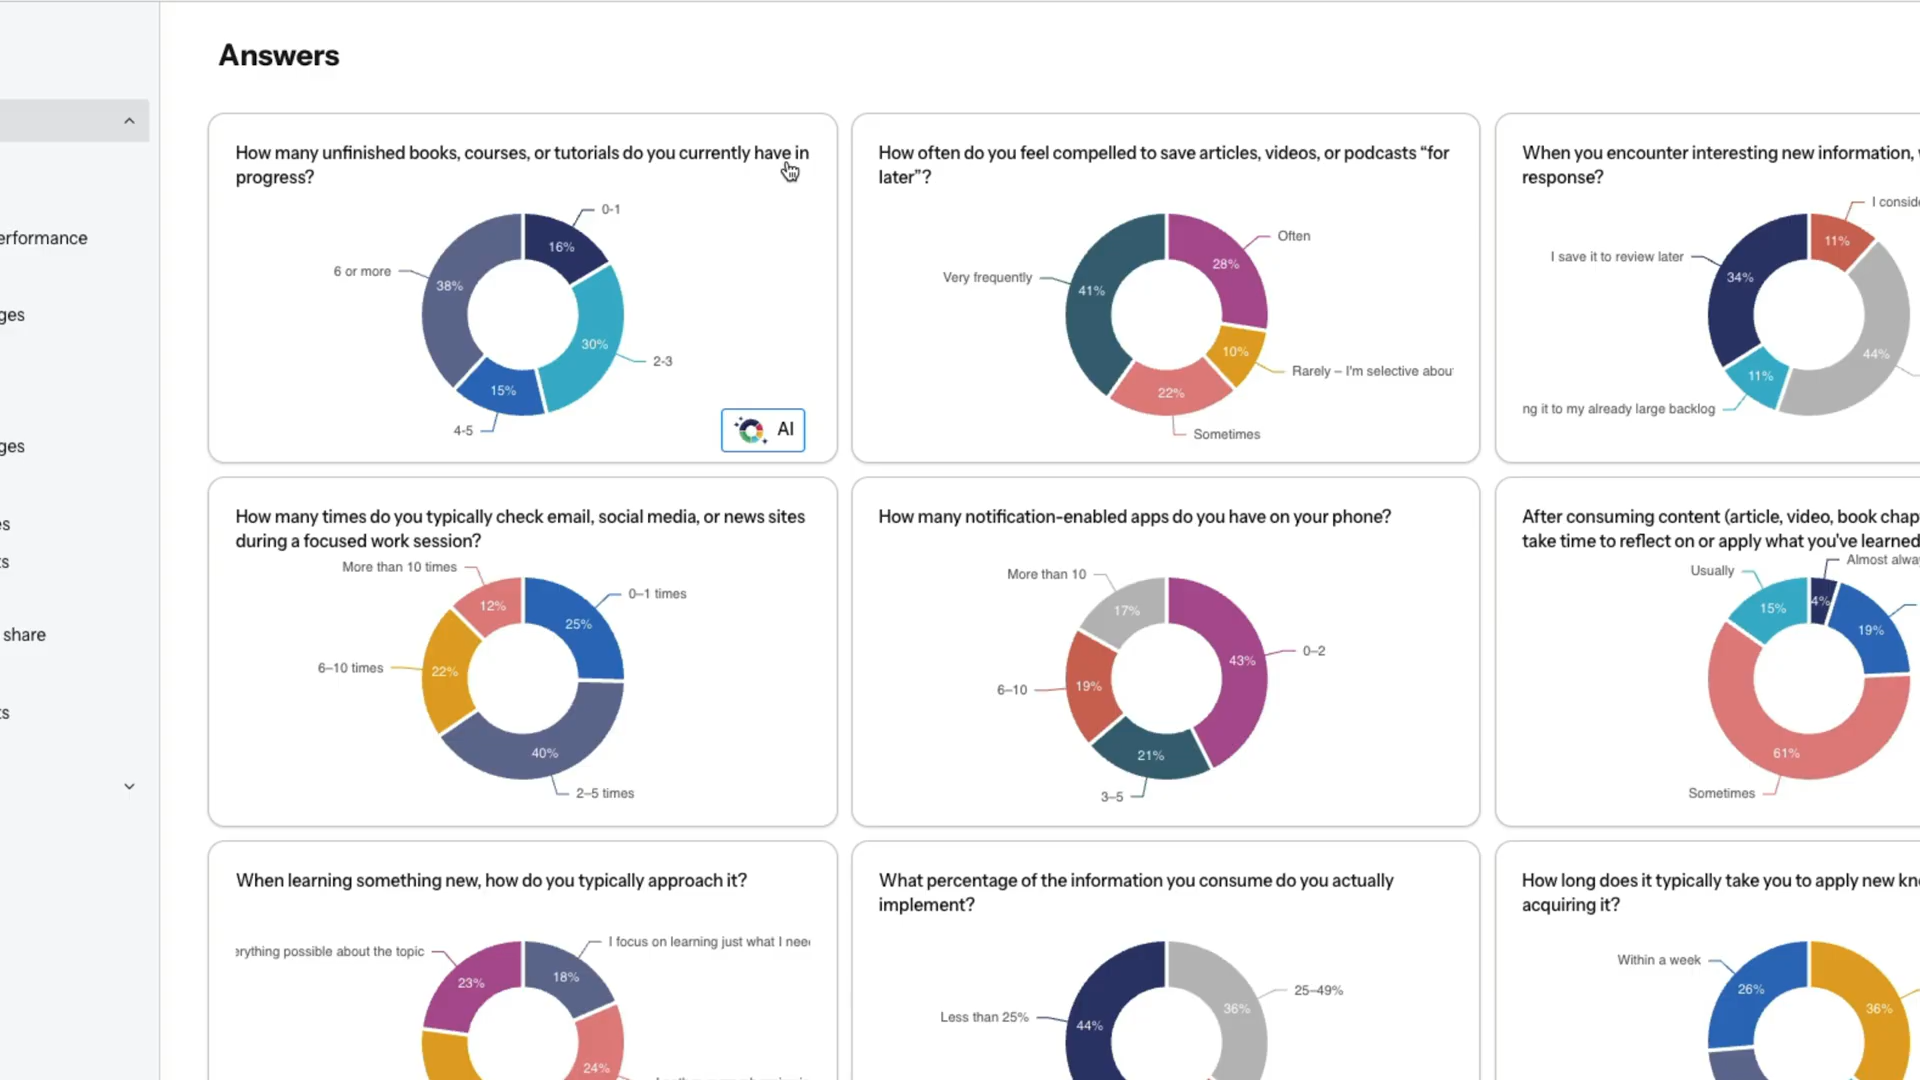 Answers
How many unfinished books, courses, or tutorials do you currently have in
progress?
0-1
16%
6 or more
38%
30%
2-3
15%
4-5
AI
How often do you feel compelled to save articles, videos, or podcasts “for
later”?
Often
28%
Very frequently
41%
10%
Rarely – I'm selective abou
22%
Sometimes
When you encounter interesting new information,
response?
I conside
11%
I save it to review later
34%
44%
11%
ng it to my already large backlog
erformance
ges
ges
es
ts
share
ts
How many times do you typically check email, social media, or news sites
during a focused work session?
More than 10 times
12%
0–1 times
25%
6–10 times
22%
40%
2–5 times
How many notification-enabled apps do you have on your phone?
More than 10
17%
43%
0–2
6–10
19%
21%
3–5
After consuming content (article, video, book chap
take time to reflect on or apply what you've learned
Almost alway
Usually
15%
4%
19%
61%
Sometimes
When learning something new, how do you typically approach it?
erything possible about the topic
I focus on learning just what I need
23%
18%
24%
What percentage of the information you consume do you actually
implement?
25–49%
36%
Less than 25%
44%
How long does it typically take you to apply new kn
acquiring it?
Within a week
26%
36%